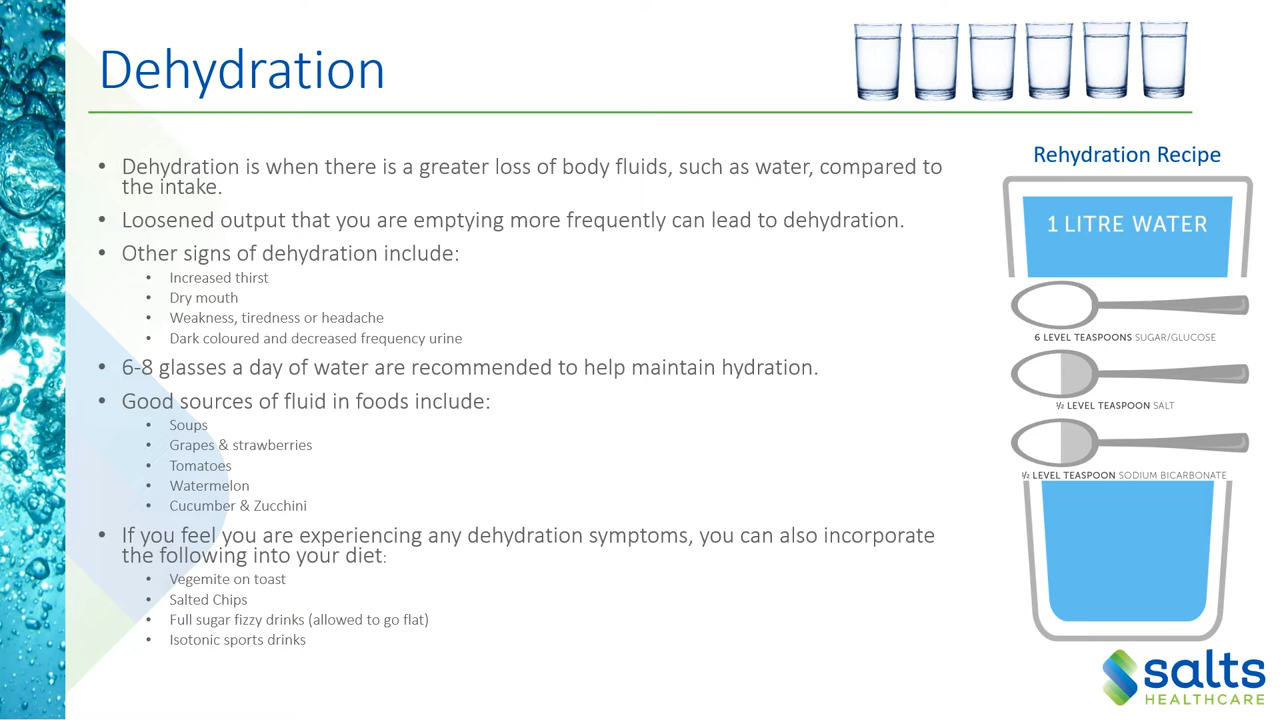 Dehydration
• Dehydration is when there is a greater loss of body fluids, such as water, compared to
the intake.
• Loosened output that you are emptying more frequently can lead to dehydration.
• Other signs of dehydration include:
• Increased thirst
• Dry mouth
• Weakness, tiredness or headache
• Dark coloured and decreased frequency urine
• 6-8 glasses a day of water are recommended to help maintain hydration.
• Good sources of fluid in foods include:
• Soups
• Grapes & strawberries
• Tomatoes
• Watermelon
• Cucumber & Zucchini
• If you feel you are experiencing any dehydration symptoms, you can also incorporate
the following into your diet:
• Vegemite on toast
• Salted Chips
• Full sugar fizzy drinks (allowed to go flat)
• Isotonic sports drinks
Rehydration Recipe
1 LITRE WATER
6 LEVEL TEASPOONS SUGAR/GLUCOSE
½ LEVEL TEASPOON SALT
½ LEVEL TEASPOON SODIUM BICARBONATE
salts
HEALTHCARE